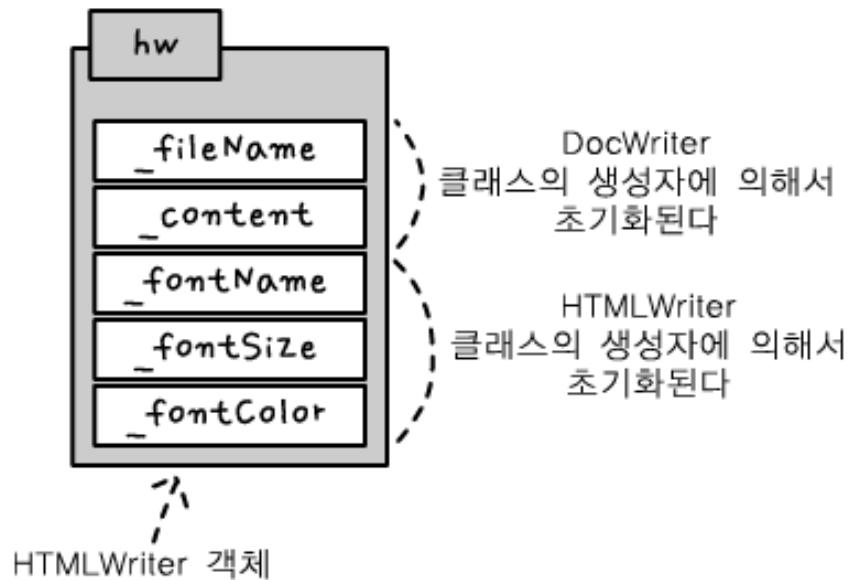 hw
_fileName
_content
_fontName
_fontSize
_fontColor
DocWriter
클래스의 생성자에 의해서
초기화된다
HTMLWriter
클래스의 생성자에 의해서
초기화된다
HTMLWriter 객체